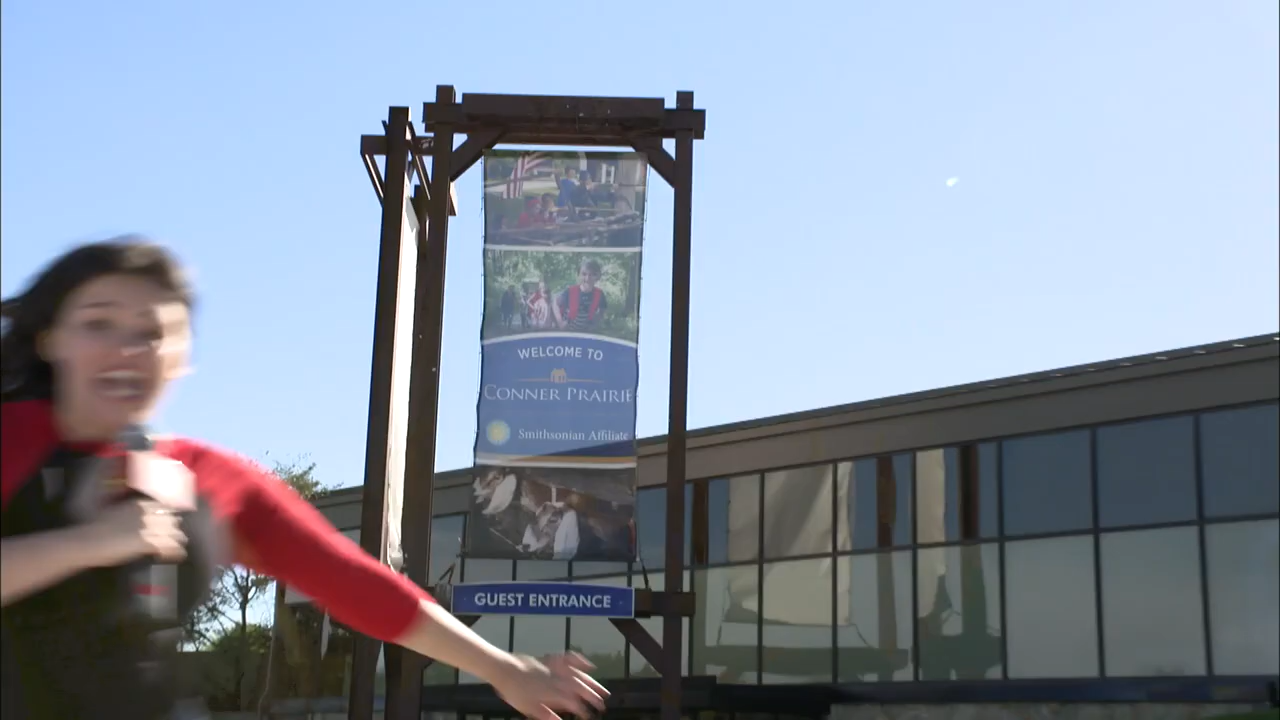 WELCOME TO
CONNER PRAIRIE
Smithsonian Affiliate
GUEST ENTRANCE